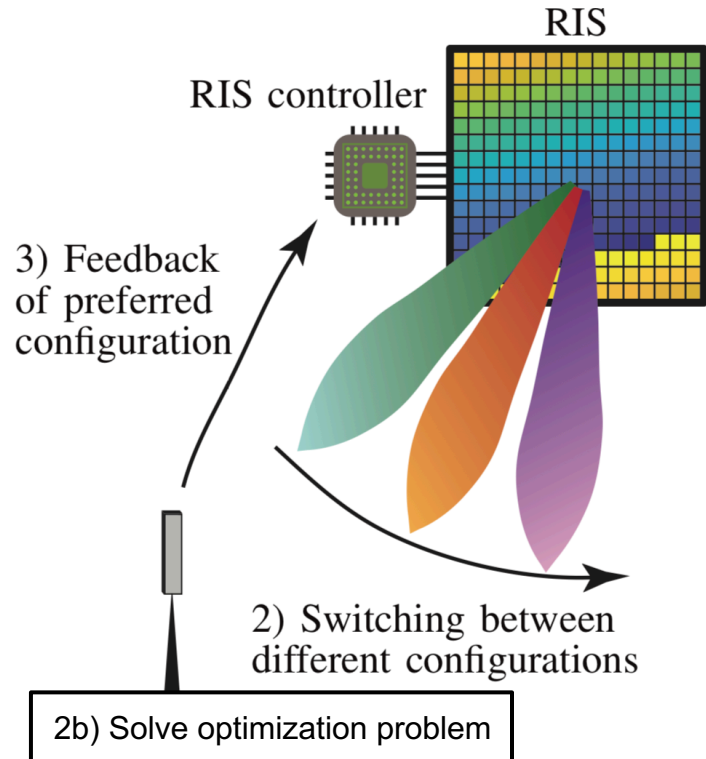 RIS
RIS controller
3) Feedback
of preferred
configuration
2) Switching between
different configurations
2b) Solve optimization problem